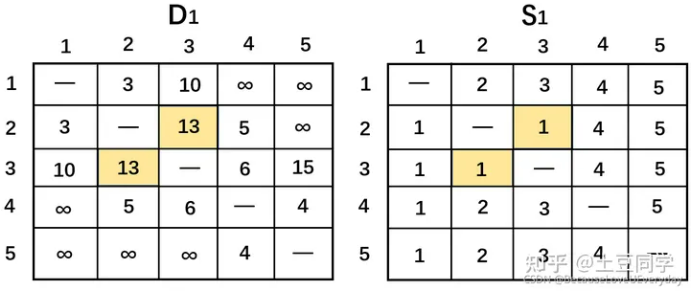 D1 S1
1 2 3 4 5 1 2 3 4 5
1 — 3 10 ∞ ∞ 1 — 2 3 4 5
2 3 — 13 5 ∞ 2 1 — 1 4 5
3 10 13 — 6 15 3 1 1 — 4 5
4 ∞ 5 6 — 4 4 1 2 3 — 5
5 ∞ ∞ ∞ 4 — 5 1 2 3 4 —
知乎 @土豆同学